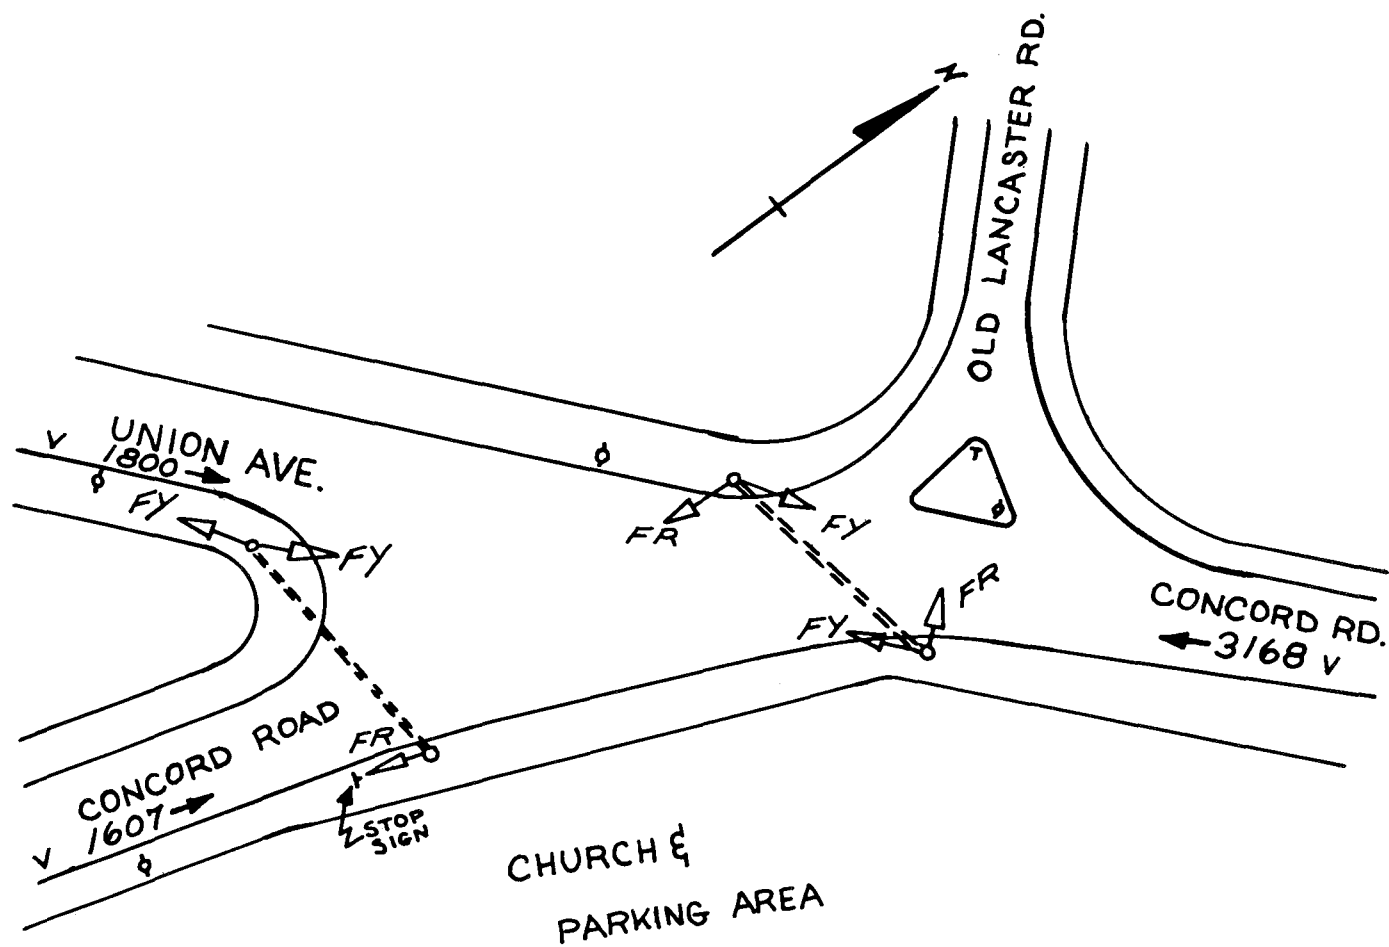 N
OLD LANCASTER RD.
V
UNION AVE.
1800
FY
FY
FR
FY
T
FR
FY
CONCORD RD.
3168 V
CONCORD ROAD
1607
V
FR
STOP
SIGN
CHURCH &
PARKING AREA